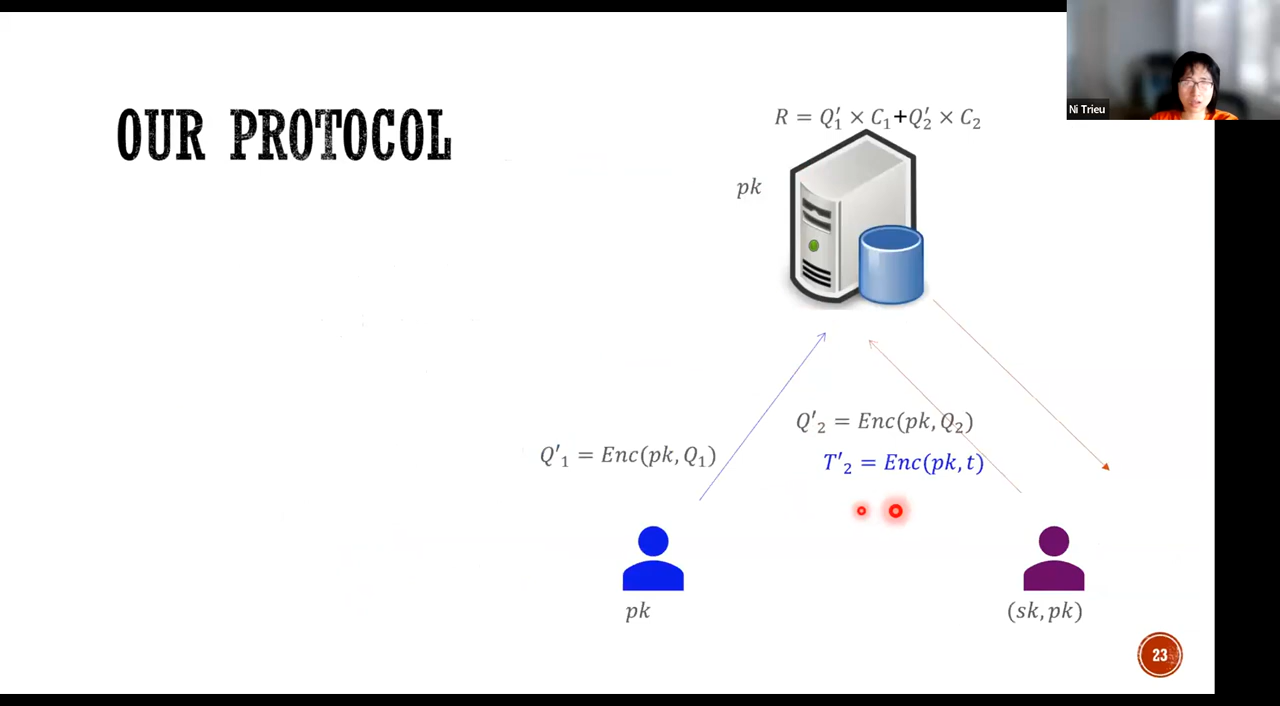 Ni Trieu
OUR PROTOCOL
R = Q′₁ × C₁+Q′₂ × C₂
pk
Q′₂ = Enc(pk, Q₂)
Q′₁ = Enc(pk, Q₁)
T′₂ = Enc(pk, t)
pk
(sk, pk)
23